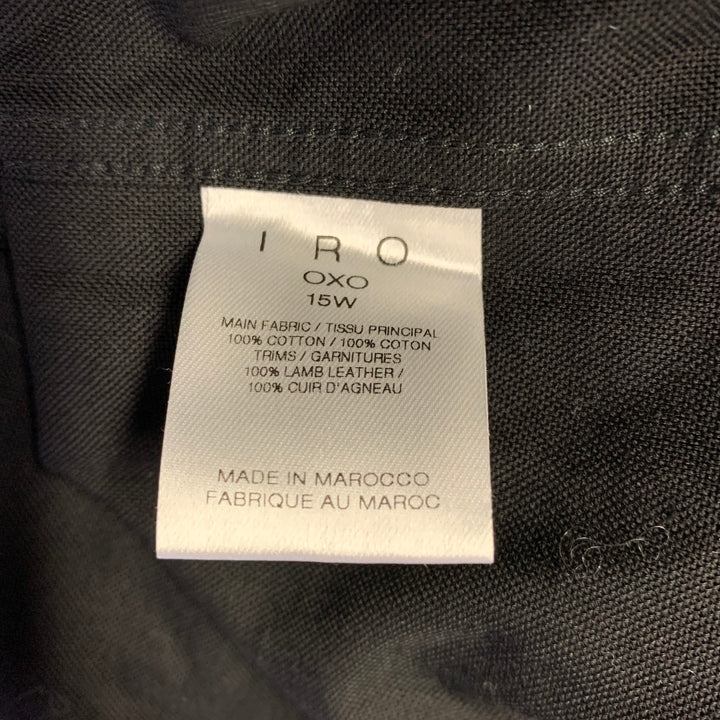 IRO
OXO
15W
MAIN FABRIC / TISSU PRINCIPAL
100% COTTON / 100% COTON
TRIMS / GARNITURES
100% LAMB LEATHER /
100% CUIR D'AGNEAU
MADE IN MAROCCO
FABRIQUE AU MAROC